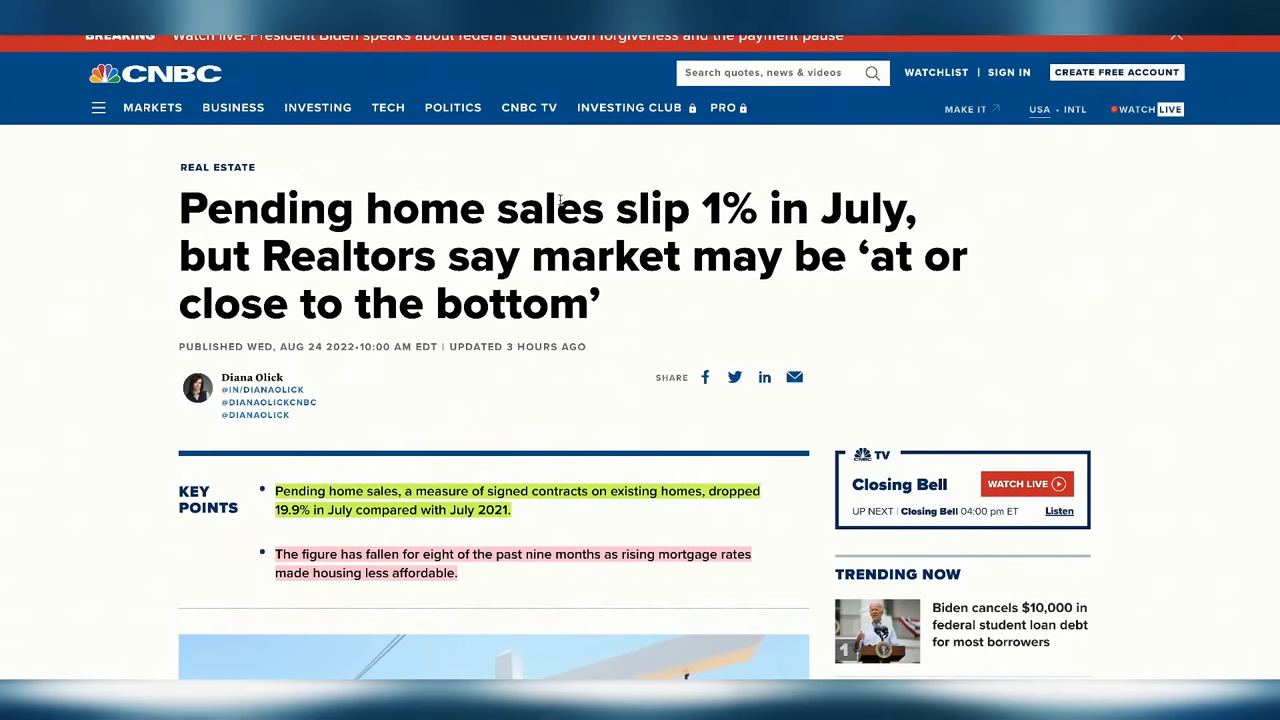 BREAKING Watch live: President Biden speaks about federal student loan forgiveness and the payment pause
CNBC
Search quotes, news & videos
WATCHLIST | SIGN IN
CREATE FREE ACCOUNT
MARKETS BUSINESS INVESTING TECH POLITICS CNBC TV INVESTING CLUB PRO
MAKE IT USA • INTL WATCH LIVE
REAL ESTATE
Pending home sales slip 1% in July,
but Realtors say market may be ‘at or
close to the bottom’
PUBLISHED WED, AUG 24 2022•10:00 AM EDT | UPDATED 3 HOURS AGO
Diana Olick
@IN/DIANAOLICK
@DIANAOLICKCNBC
@DIANAOLICK
SHARE
KEY
POINTS
• Pending home sales, a measure of signed contracts on existing homes, dropped
19.9% in July compared with July 2021.
• The figure has fallen for eight of the past nine months as rising mortgage rates
made housing less affordable.
CNBC TV
Closing Bell
WATCH LIVE
UP NEXT | Closing Bell 04:00 pm ET
Listen
TRENDING NOW
1
Biden cancels $10,000 in
federal student loan debt
for most borrowers